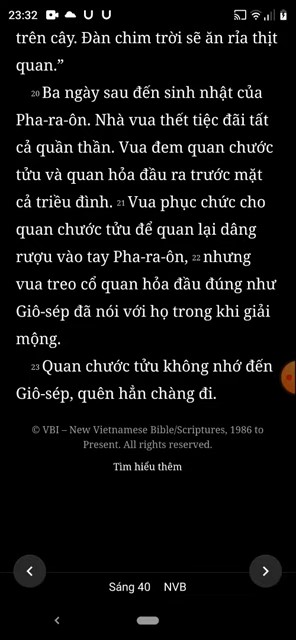 23:32
trên cây. Đàn chim trời sẽ ăn rỉa thịt
quan.”
20 Ba ngày sau đến sinh nhật của
Pha-ra-ôn. Nhà vua thết tiệc đãi tất
cả quần thần. Vua đem quan chước
tửu và quan hỏa đầu ra trước mặt
cả triều đình. 21 Vua phục chức cho
quan chước tửu để quan lại dâng
rượu vào tay Pha-ra-ôn, 22 nhưng
vua treo cổ quan hỏa đầu đúng như
Giô-sép đã nói với họ trong khi giải
mộng.
23 Quan chước tửu không nhớ đến
Giô-sép, quên hẳn chàng đi.
© VBI – New Vietnamese Bible/Scriptures, 1986 to
Present. All rights reserved.
Tìm hiểu thêm
Sáng 40 NVB